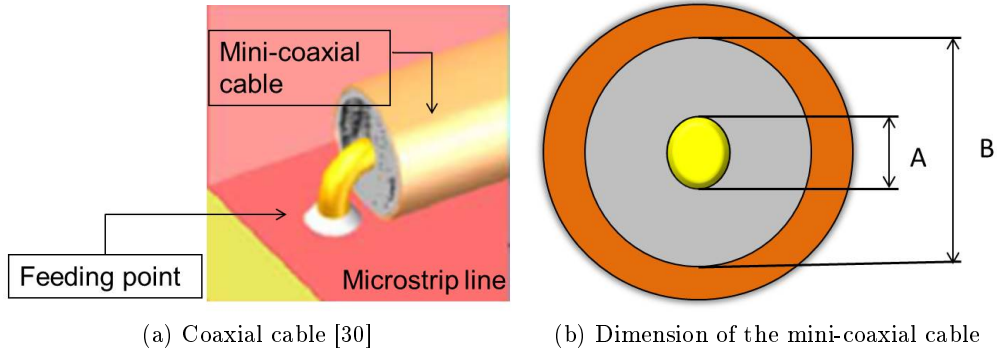 Mini-coaxial
cable
Feeding point
Microstrip line
A
B
(a) Coaxial cable [30]
(b) Dimension of the mini-coaxial cable